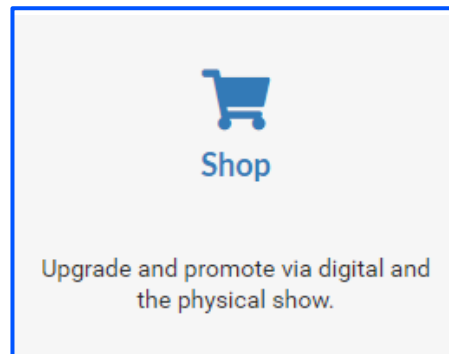 Shop
Upgrade and promote via digital and
the physical show.